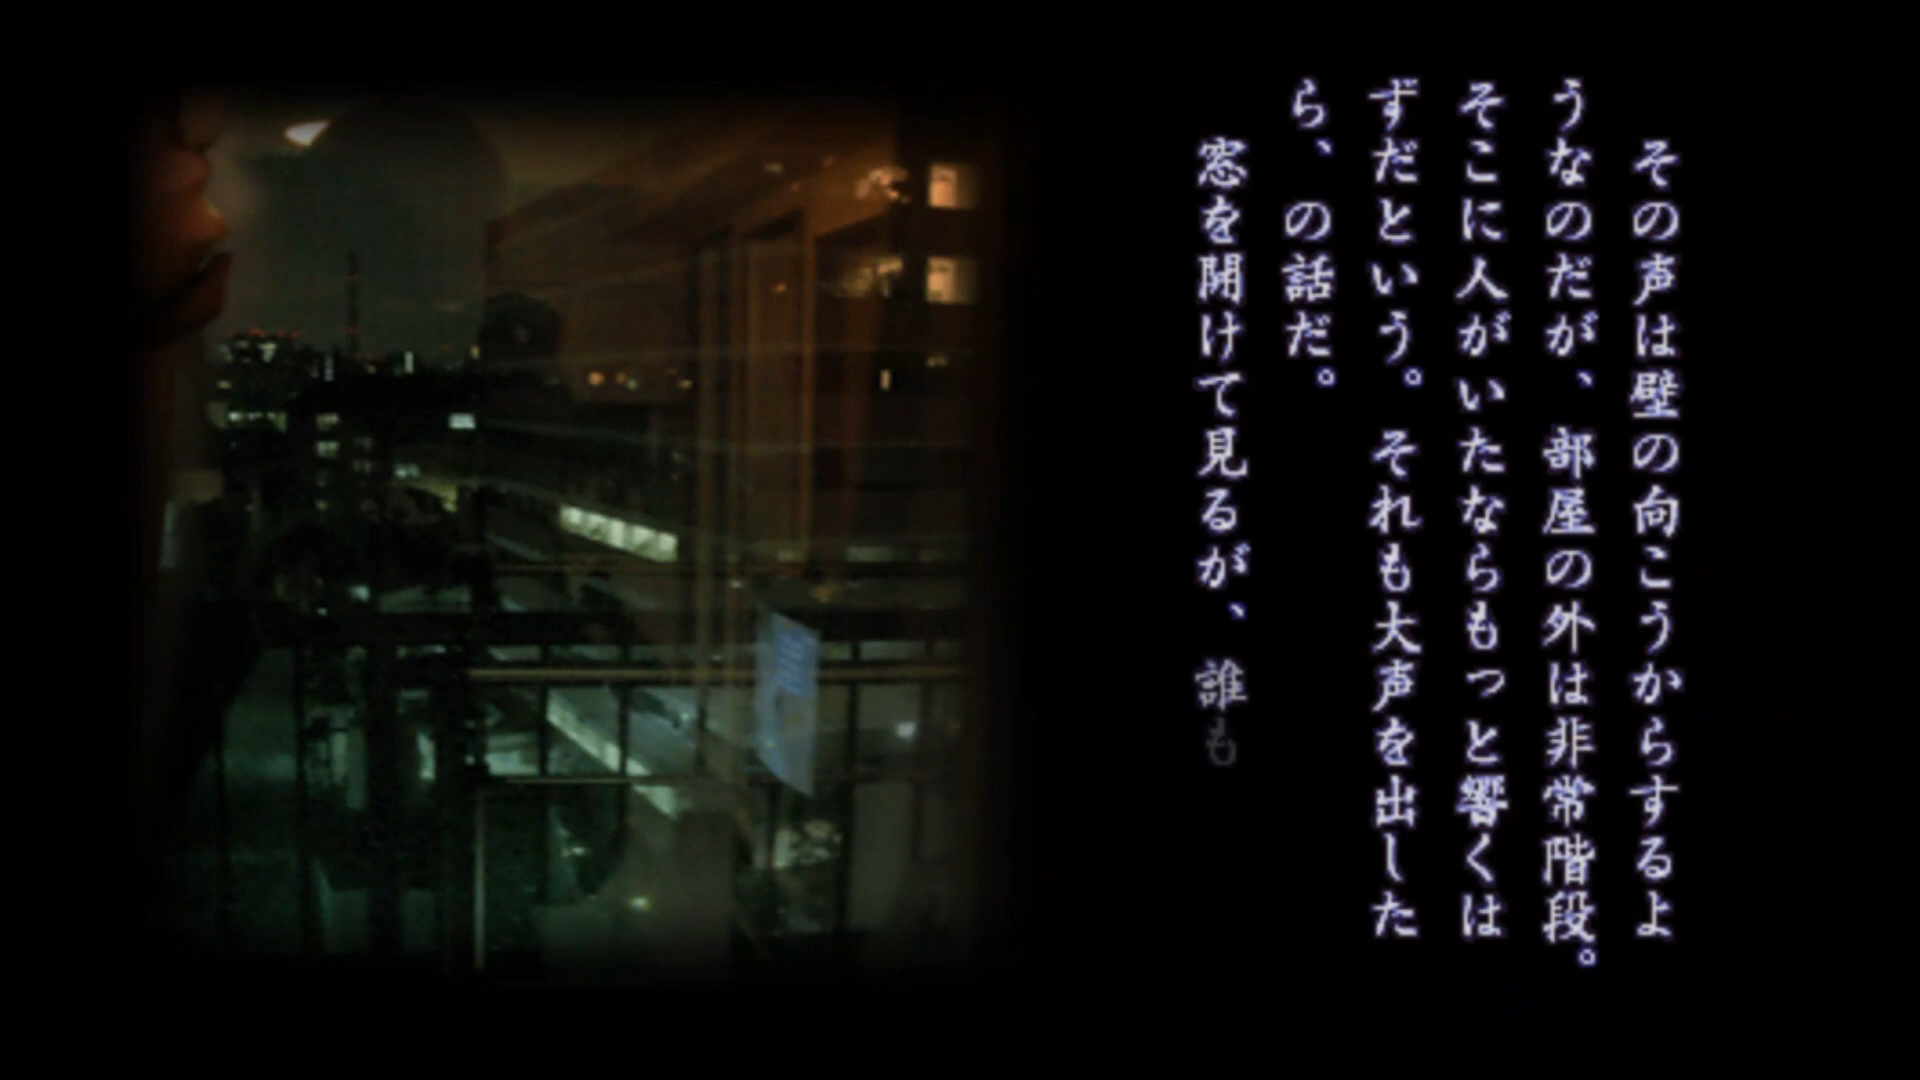 その声は壁の向こうからするよ
うなのだが、部屋の外は非常階段。
そこに人がいたならもっと響くは
ずだという。それも大声を出した
ら、の話だ。
窓を開けて見るが、誰も